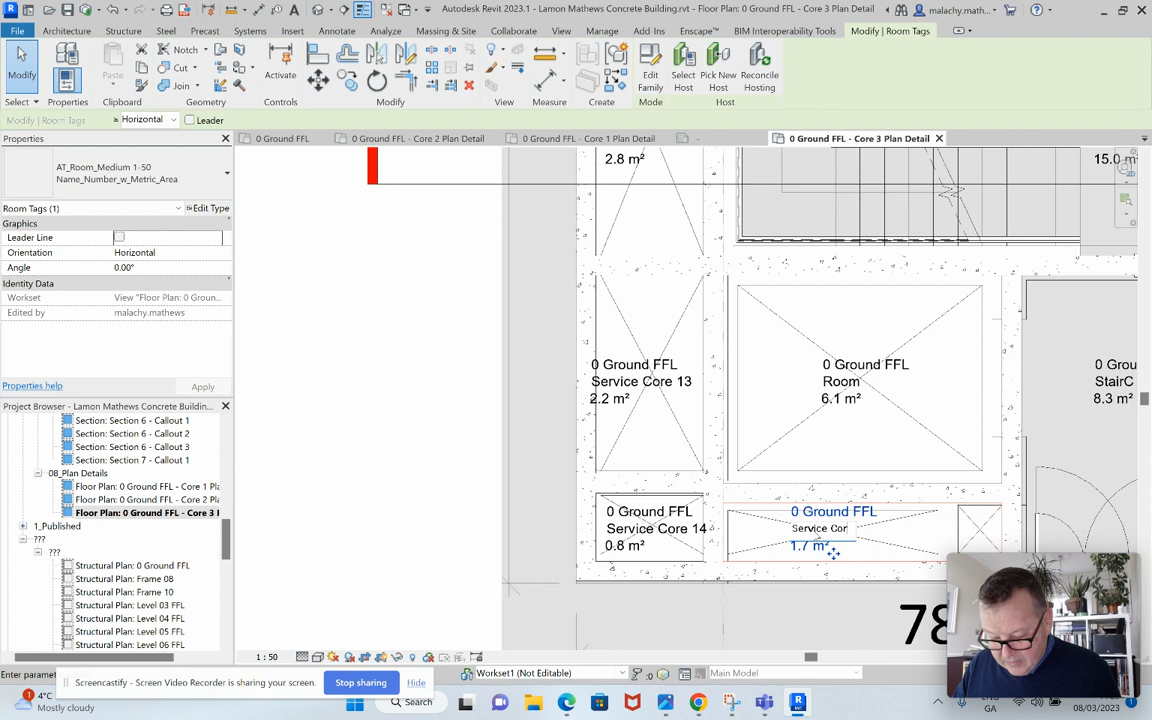 Autodesk Revit 2023.1 - Lamon Mathews Concrete Building.rvt - Floor Plan: 0 Ground FFL - Core 3 Plan Detail
malachy.math...
File Architecture Structure Steel Precast Systems Insert Annotate Analyze Massing & Site Collaborate View Manage Add-Ins Enscape™ BIM Interoperability Tools Modify | Room Tags
Notch
Cut
Join
Modify
Paste
Activate
Edit Family
Select Host
Pick New Host
Reconcile Hosting
Select Properties Clipboard Geometry Controls Modify View Measure Create Mode Host
Modify | Room Tags Horizontal Leader
Properties
0 Ground FFL
0 Ground FFL - Core 2 Plan Detail
0 Ground FFL - Core 1 Plan Detail
0 Ground FFL - Core 3 Plan Detail
AT_Room_Medium 1-50
Name_Number_w_Metric_Area
Room Tags (1) Edit Type
Graphics
Leader Line
Orientation Horizontal
Angle 0.00°
Identity Data
Workset View "Floor Plan: 0 Groun...
Edited by malachy.mathews
Properties help Apply
Project Browser - Lamon Mathews Concrete Building...
Section: Section 6 - Callout 1
Section: Section 6 - Callout 2
Section: Section 6 - Callout 3
Section: Section 7 - Callout 1
08_Plan Details
Floor Plan: 0 Ground FFL - Core 1 Pl
Floor Plan: 0 Ground FFL - Core 2 Pl
Floor Plan: 0 Ground FFL - Core 3 P
1_Published
???
???
Structural Plan: 0 Ground FFL
Structural Plan: Frame 08
Structural Plan: Frame 10
Structural Plan: Level 03 FFL
Structural Plan: Level 04 FFL
Structural Plan: Level 05 FFL
Structural Plan: Level 06 FFL
2.8 m²
15.0 m
0 Ground FFL
Service Core 13
2.2 m²
0 Ground FFL
Room
6.1 m²
0 Grou
StairC
8.3 m²
0 Ground FFL
Service Core 14
0.8 m²
0 Ground FFL
Service Cor
1.7 m²
78
1 : 50
Enter paramet
Workset1 (Not Editable)
:0
Main Model
Screencastify - Screen Video Recorder is sharing your screen.
Stop sharing
Hide
4°C
Mostly cloudy
Search
GA
08/03/2023